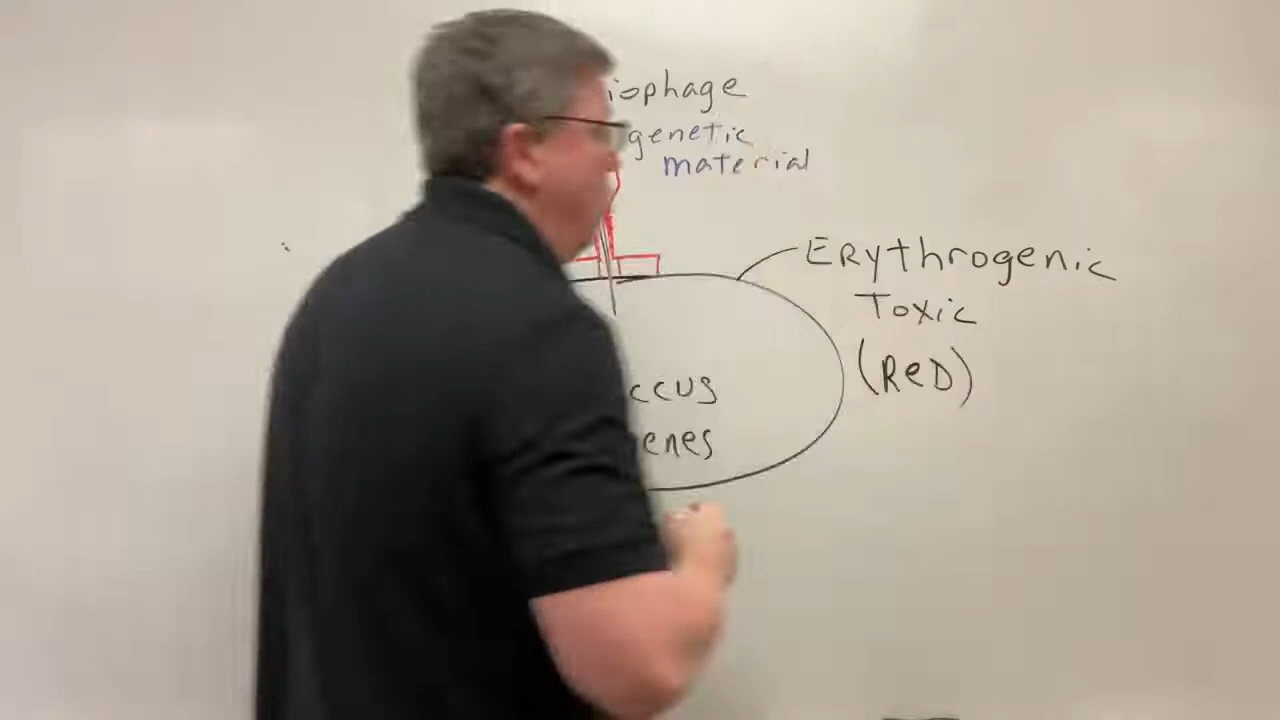 iophage
genetic
material
Erythrogenic
Toxic
(Red)
ccus
enes